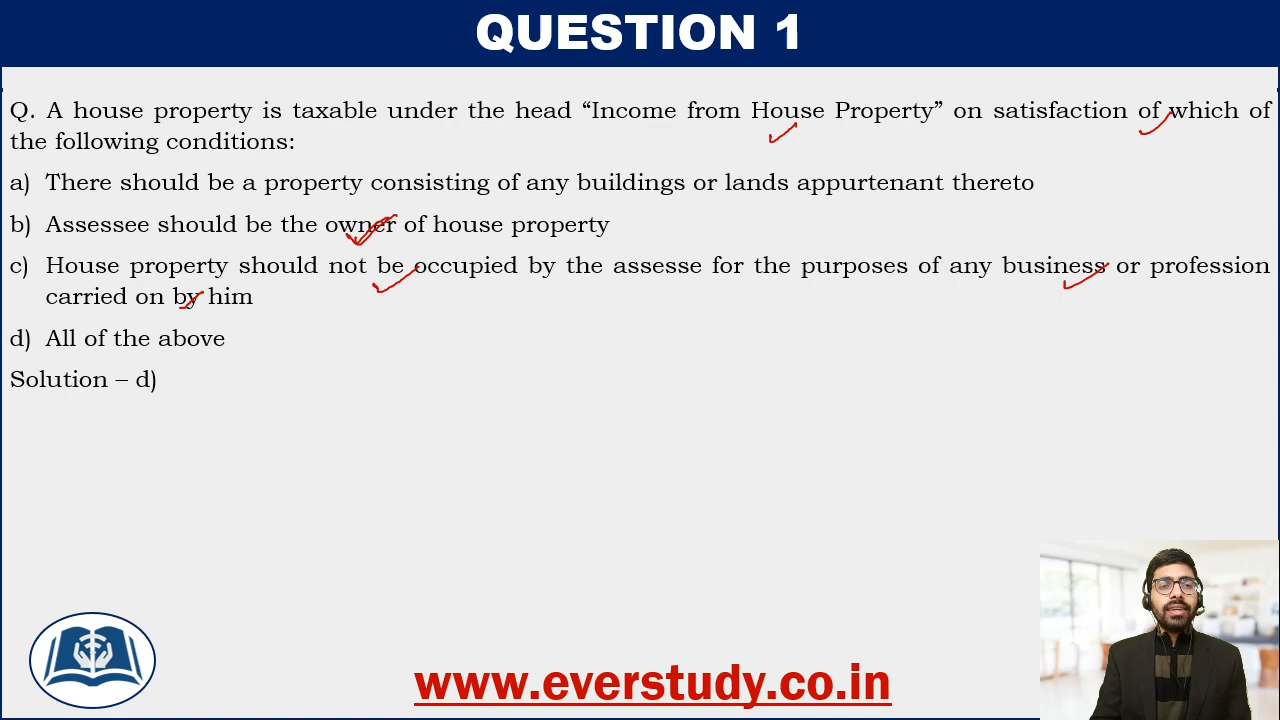 QUESTION 1
Q. A house property is taxable under the head “Income from House Property” on satisfaction of which of
the following conditions:
a) There should be a property consisting of any buildings or lands appurtenant thereto
b) Assessee should be the owner of house property
c) House property should not be occupied by the assesse for the purposes of any business or profession
carried on by him
d) All of the above
Solution – d)
www.everstudy.co.in